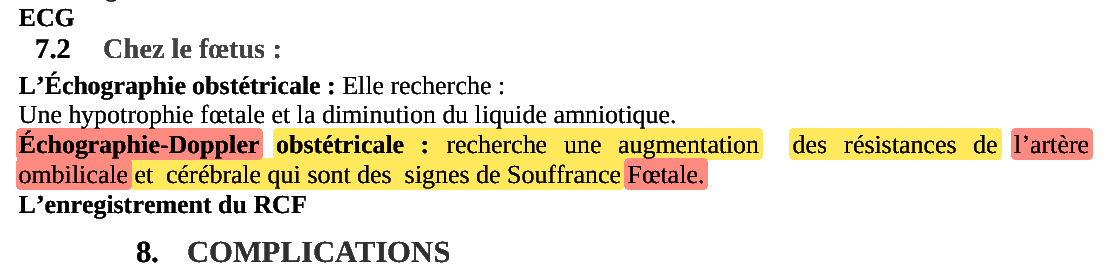 ECG
7.2 Chez le fœtus :
L’Échographie obstétricale : Elle recherche :
Une hypotrophie fœtale et la diminution du liquide amniotique.
Échographie-Doppler obstétricale : recherche une augmentation des résistances de l’artère
ombilicale et cérébrale qui sont des signes de Souffrance Fœtale.
L’enregistrement du RCF
8. COMPLICATIONS